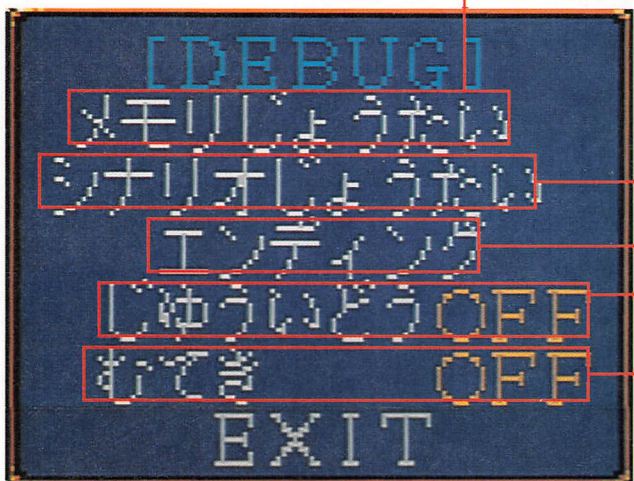 [DEBUG]
メモリじょうたい
シナリオじょうたい
エンディング
じゆういどう OFF
むてき OFF
EXIT